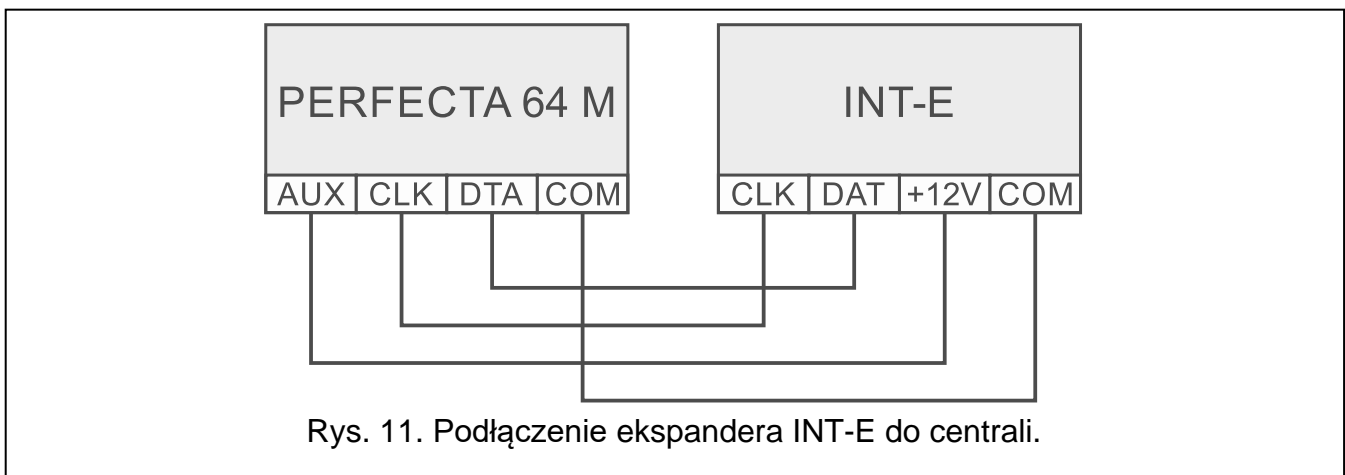 PERFECTA 64 M
INT-E
AUX CLK DTA COM
CLK DAT +12V COM
Rys. 11. Podłączenie ekspandera INT-E do centrali.